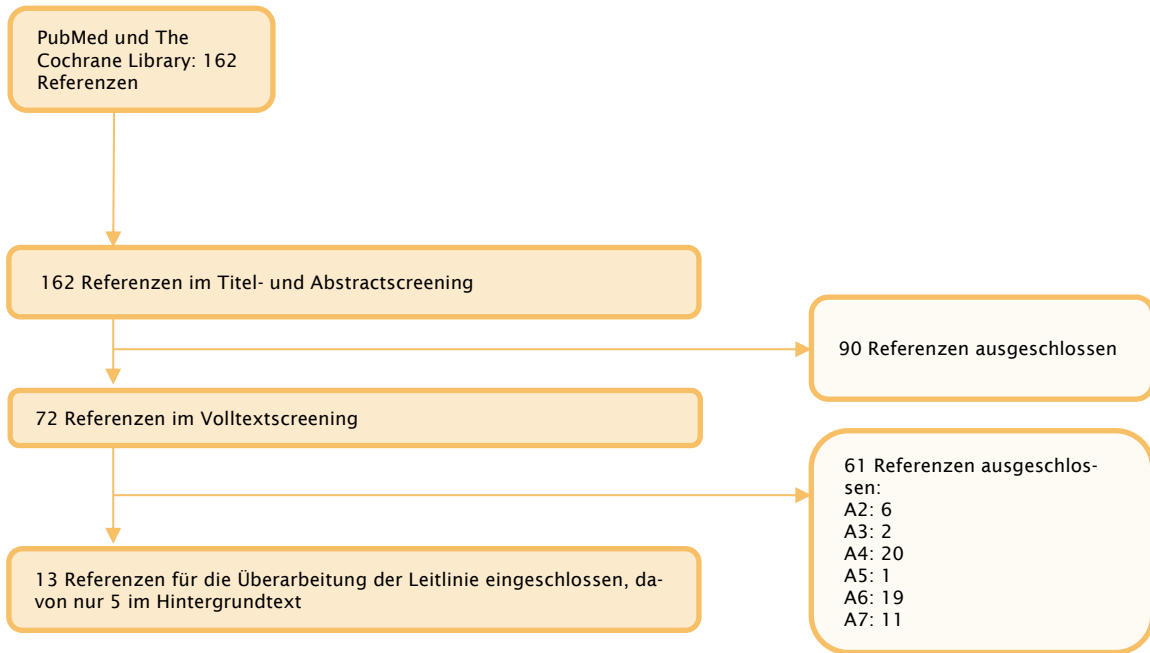 PubMed und The
Cochrane Library: 162
Referenzen
162 Referenzen im Titel- und Abstractscreening
90 Referenzen ausgeschlossen
72 Referenzen im Volltextscreening
61 Referenzen ausgeschlos-
sen:
A2: 6
A3: 2
A4: 20
A5: 1
A6: 19
A7: 11
13 Referenzen für die Überarbeitung der Leitlinie eingeschlossen, da-
von nur 5 im Hintergrundtext